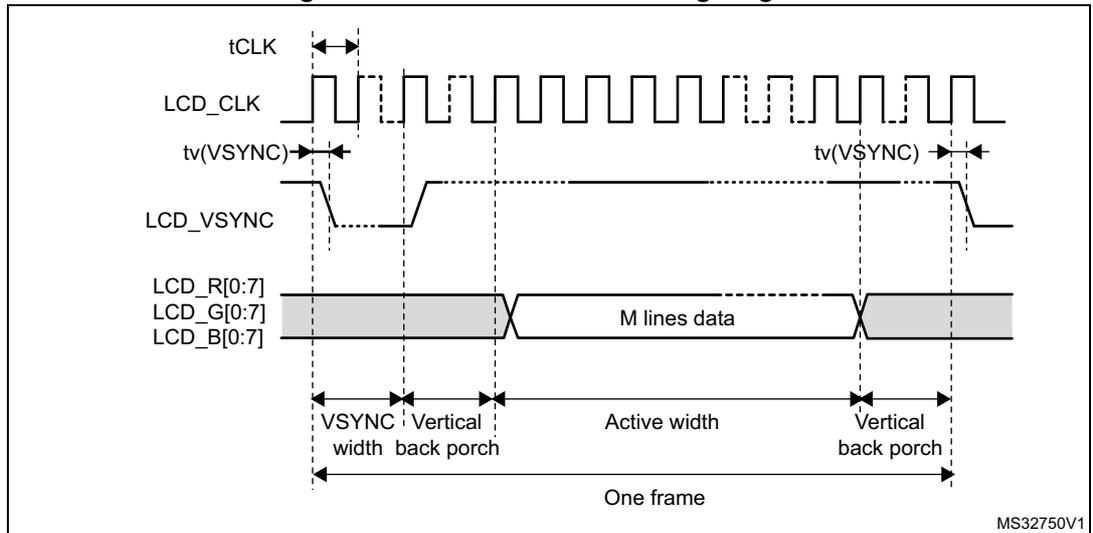 tCLK
LCD_CLK
tv(VSYNC)
tv(VSYNC)
LCD_VSYNC
LCD_R[0:7]
LCD_G[0:7]
LCD_B[0:7]
M lines data
VSYNC width
Vertical back porch
Active width
Vertical back porch
One frame
MS32750V1